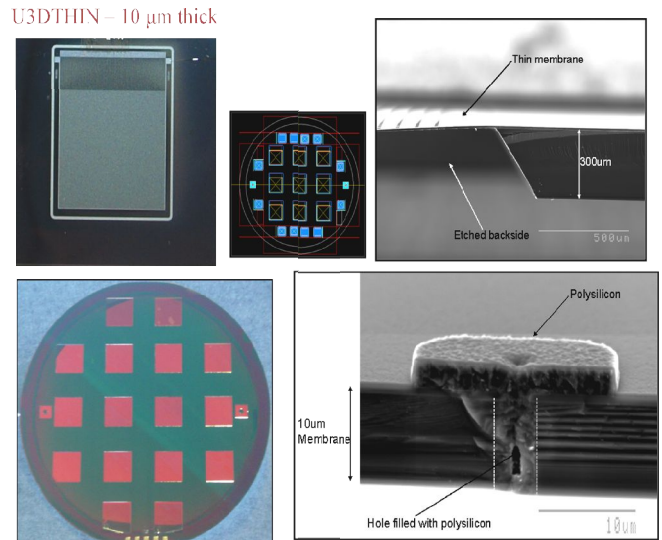 U3DTHIN – 10 μm thick
Thin membrane
300um
Etched backside
500um
Polysilicon
10um
Membrane
Hole filled with polysilicon
10um